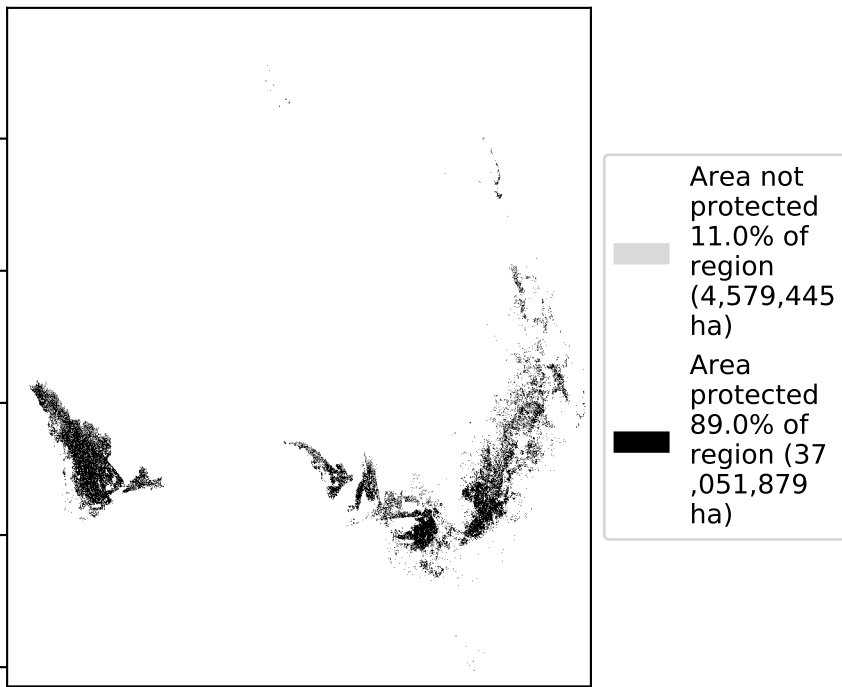 Area not
protected
11.0% of
region
(4,579,445
ha)
Area
protected
89.0% of
region (37
,051,879
ha)